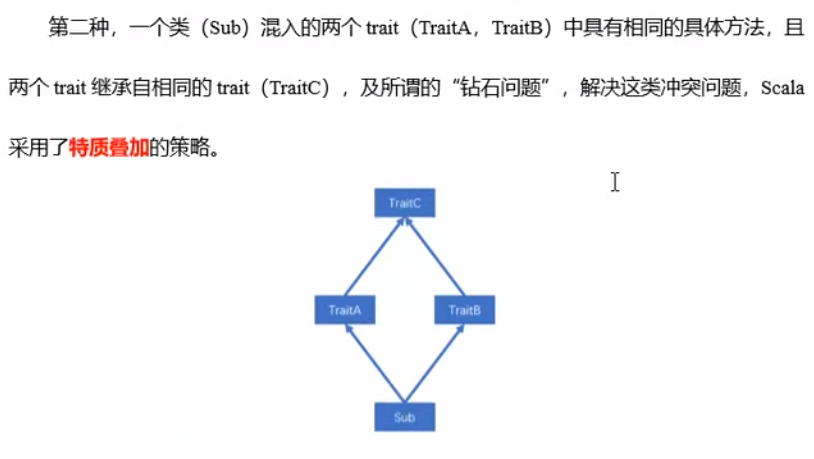 第二种，一个类（Sub）混入的两个 trait（TraitA，TraitB）中具有相同的具体方法，且
两个 trait 继承自相同的 trait（TraitC），及所谓的“钻石问题”，解决这类冲突问题，Scala
采用了特质叠加的策略。
TraitC
TraitA
TraitB
Sub